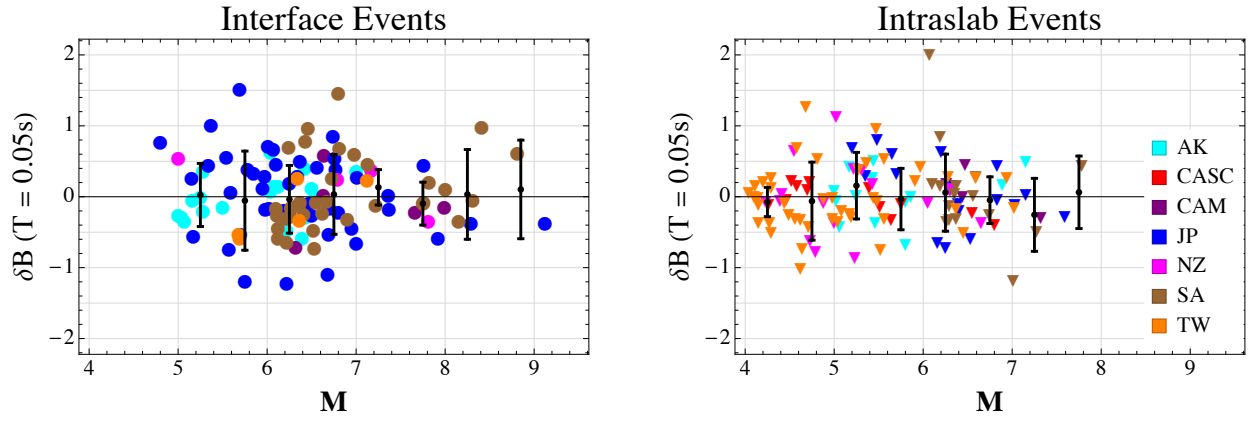 Interface Events
δB (T = 0.05s)
2
1
0
−1
−2
4 5 6 7 8 9
M
Intraslab Events
δB (T = 0.05s)
2
1
0
−1
−2
AK
CASC
CAM
JP
NZ
SA
TW
4 5 6 7 8 9
M